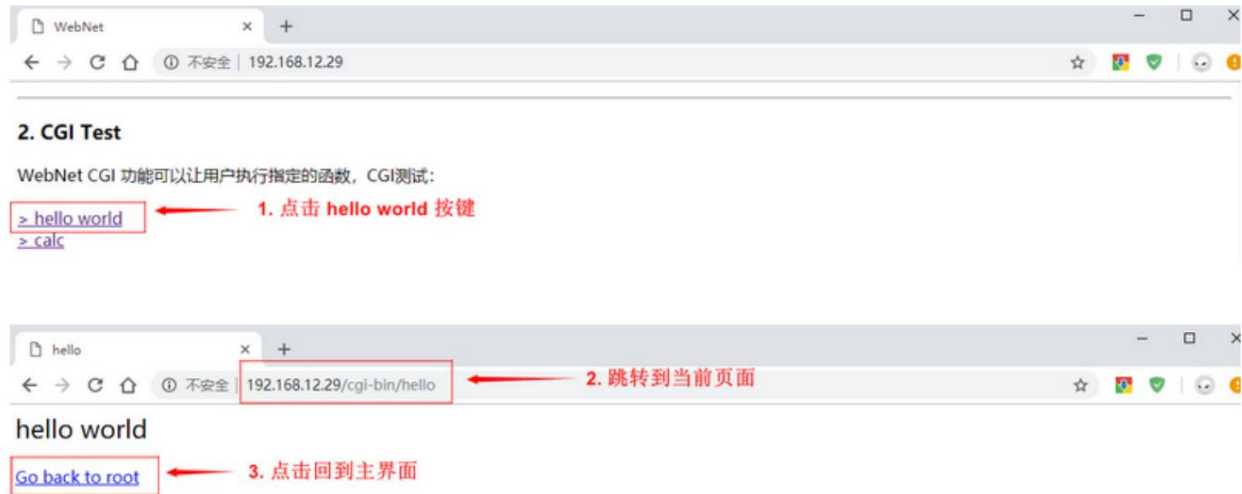 WebNet
不安全 | 192.168.12.29
2. CGI Test
WebNet CGI 功能可以让用户执行指定的函数，CGI测试：
> hello world
1. 点击 hello world 按键
> calc
hello
不安全 | 192.168.12.29/cgi-bin/hello
2. 跳转到当前页面
hello world
Go back to root
3. 点击回到主界面